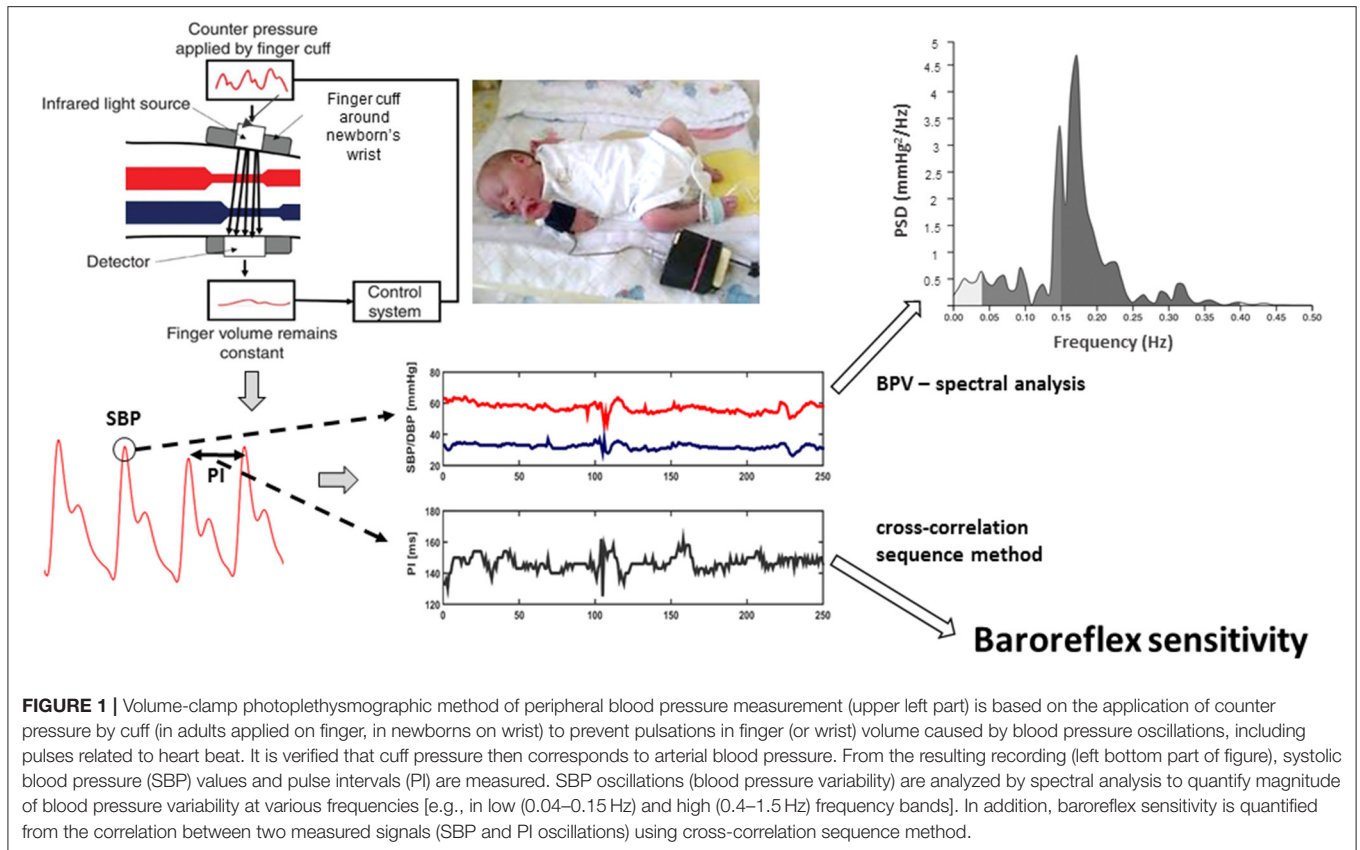 Counter pressure
applied by finger cuff
Infrared light source
Finger cuff
around
newborn's
wrist
Detector
Control
system
Finger volume remains
constant
PSD (mmHg²/Hz)
5
4.5
4
3.5
3
2.5
2
1.5
1
0.5
0.00 0.05 0.10 0.15 0.20 0.25 0.30 0.35 0.40 0.45 0.50
Frequency (Hz)
BPV – spectral analysis
SBP
PI
SBP/DBP [mmHg]
80
60
40
20
0 50 100 150 200 250
PI [ms]
180
160
140
120
0 50 100 150 200 250
cross-correlation
sequence method
Baroreflex sensitivity
FIGURE 1 | Volume-clamp photoplethysmographic method of peripheral blood pressure measurement (upper left part) is based on the application of counter
pressure by cuff (in adults applied on finger, in newborns on wrist) to prevent pulsations in finger (or wrist) volume caused by blood pressure oscillations, including
pulses related to heart beat. It is verified that cuff pressure then corresponds to arterial blood pressure. From the resulting recording (left bottom part of figure), systolic
blood pressure (SBP) values and pulse intervals (PI) are measured. SBP oscillations (blood pressure variability) are analyzed by spectral analysis to quantify magnitude
of blood pressure variability at various frequencies [e.g., in low (0.04–0.15 Hz) and high (0.4–1.5 Hz) frequency bands]. In addition, baroreflex sensitivity is quantified
from the correlation between two measured signals (SBP and PI oscillations) using cross-correlation sequence method.